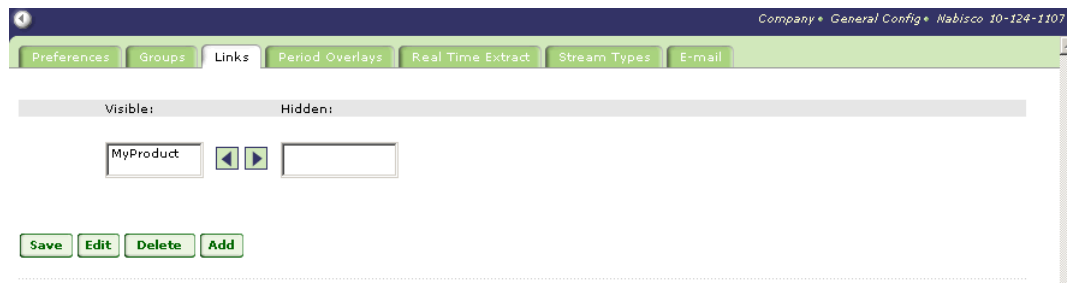 Company • General Config • Nabisco 10-124-1107
Preferences Groups Links Period Overlays Real Time Extract Stream Types E-mail
Visible: Hidden:
MyProduct
Save Edit Delete Add